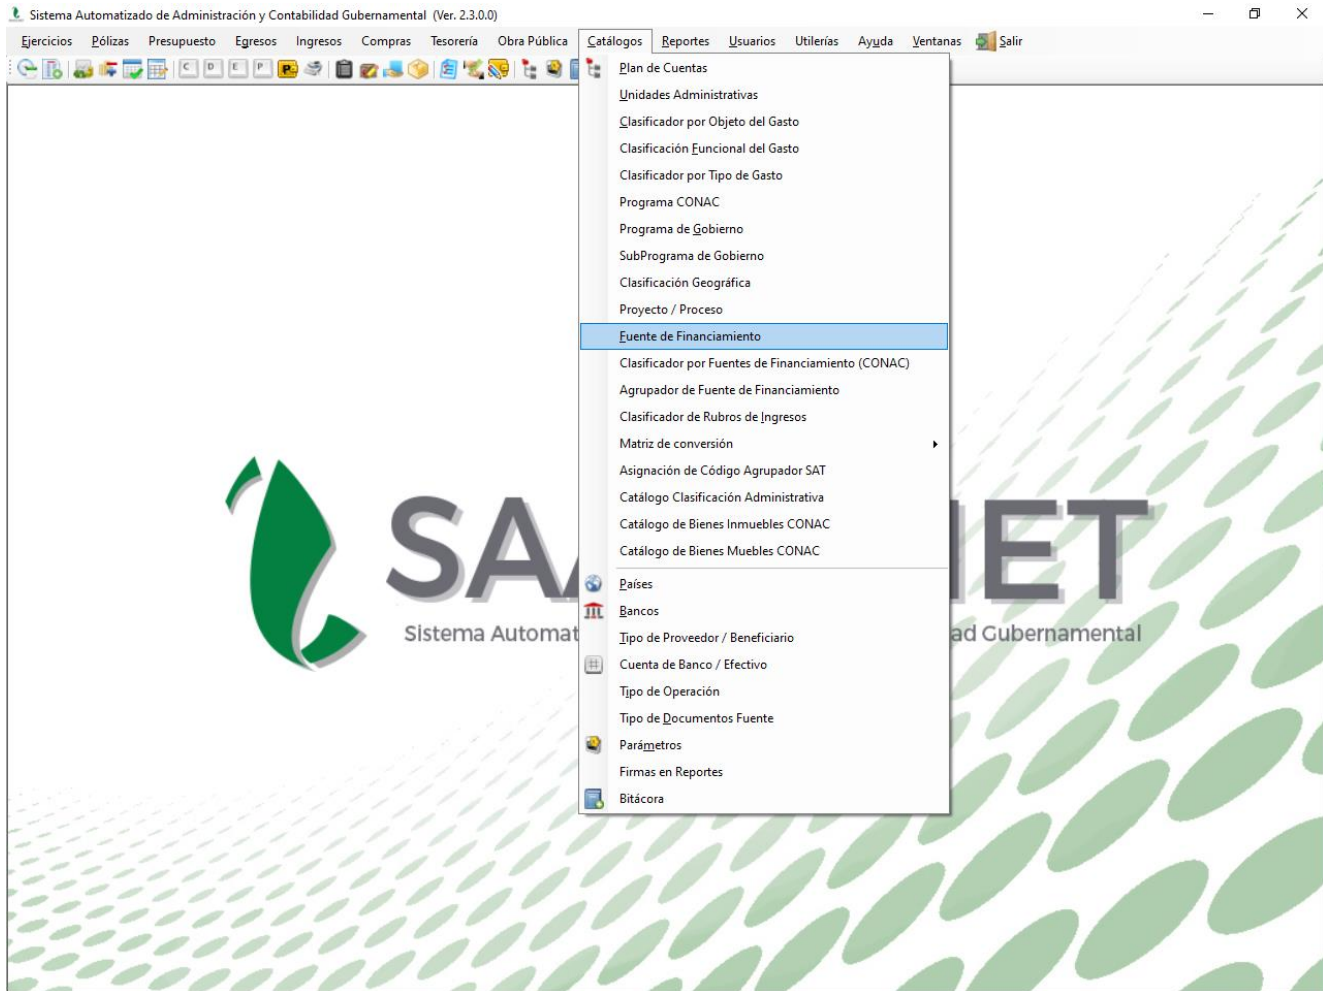 Sistema Automatizado de Administración y Contabilidad Gubernamental (Ver. 2.3.0.0)
Ejercicios Pólizas Presupuesto Egresos Ingresos Compras Tesorería Obra Pública Catálogos Reportes Usuarios Utilerías Ayuda Ventanas Salir
C D E P
Plan de Cuentas
Unidades Administrativas
Clasificador por Objeto del Gasto
Clasificación Funcional del Gasto
Clasificador por Tipo de Gasto
Programa CONAC
Programa de Gobierno
SubPrograma de Gobierno
Clasificación Geográfica
Proyecto / Proceso
Fuente de Financiamiento
Clasificador por Fuentes de Financiamiento (CONAC)
Agrupador de Fuente de Financiamiento
Clasificador de Rubros de Ingresos
Matriz de conversión
Asignación de Código Agrupador SAT
Catálogo Clasificación Administrativa
Catálogo de Bienes Inmuebles CONAC
Catálogo de Bienes Muebles CONAC
Países
Bancos
Tipo de Proveedor / Beneficiario
Cuenta de Banco / Efectivo
Tipo de Operación
Tipo de Documentos Fuente
Parámetros
Firmas en Reportes
Bitácora
SA ET
Sistema Automat ad Gubernamental